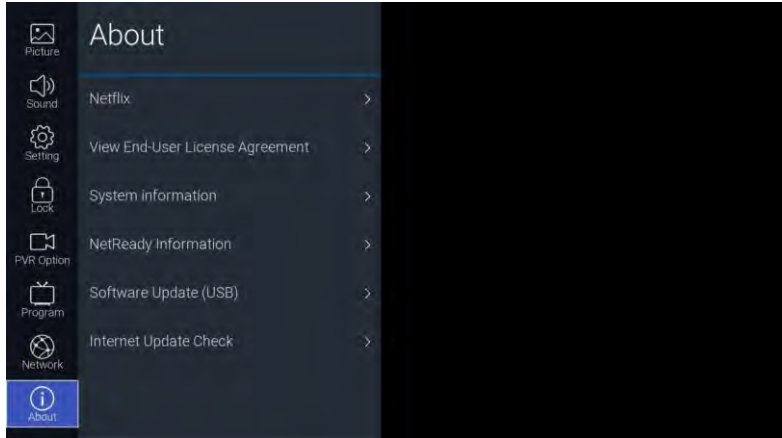 Picture
Sound
Setting
Lock
PVR Option
Program
Network
About
About
Netflix
View End-User License Agreement
System information
NetReady Information
Software Update (USB)
Internet Update Check